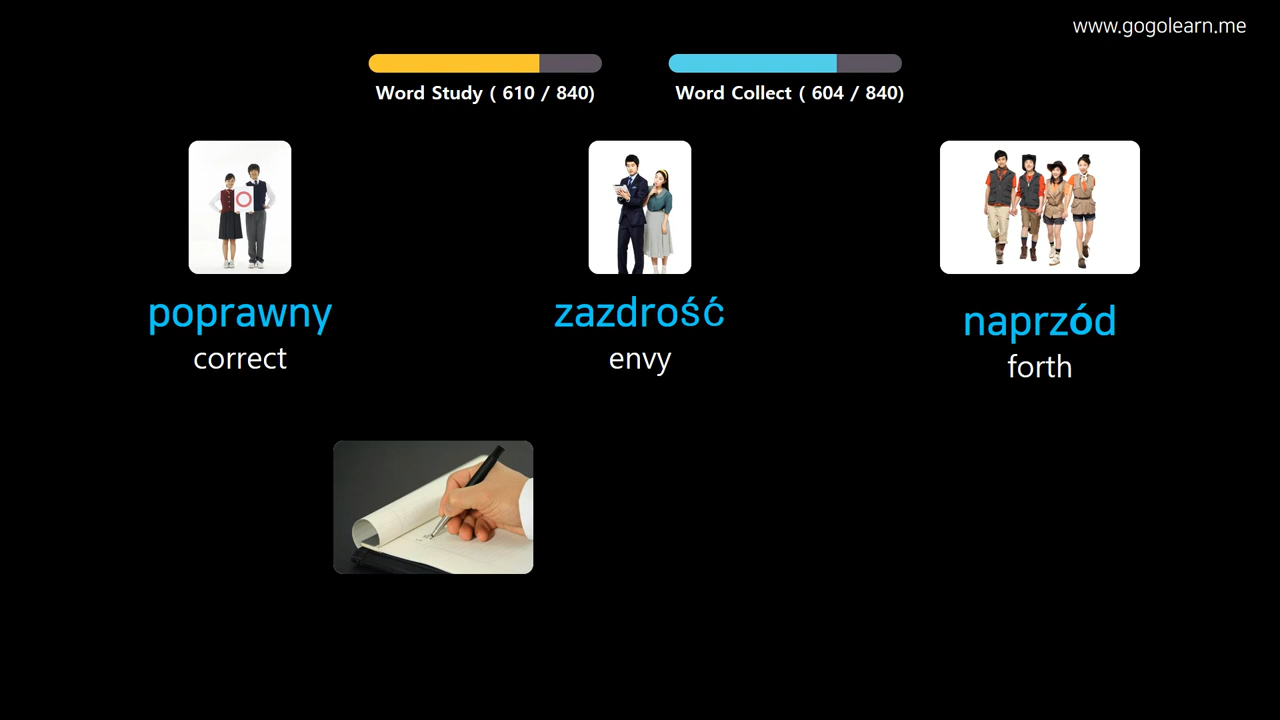 www.gogolearn.me
Word Study ( 610 / 840)
Word Collect ( 604 / 840)
poprawny
correct
zazdrość
envy
naprzód
forth